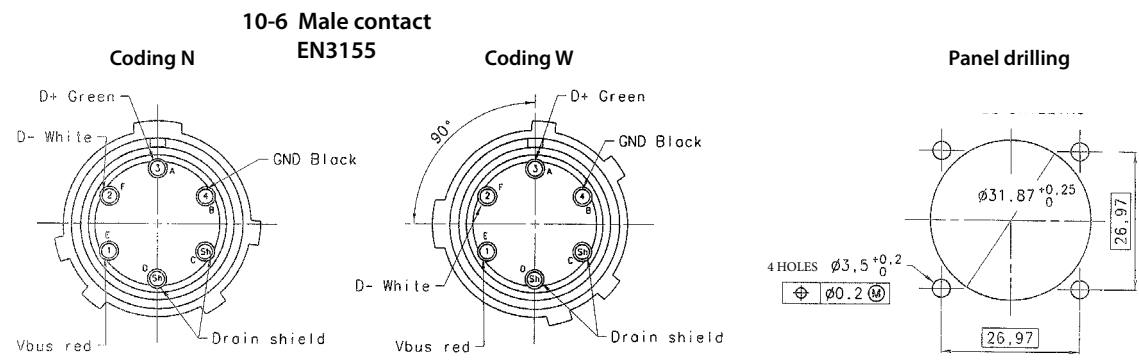 10-6 Male contact
EN3155
Coding N
Coding W
Panel drilling
D+ Green
D- White
GND Black
3
A
F
2
4
B
E
1
Sh
C
D
Sh
Vbus red
Drain shield
90°
D+ Green
GND Black
3
A
F
2
4
B
E
1
Sh
C
D
Sh
D- White
Vbus red
Drain shield
Ø31.87 +0.25 0
26,97
4 HOLES Ø3,5 +0,2 0
⌖ Ø0.2 Ⓜ
26,97